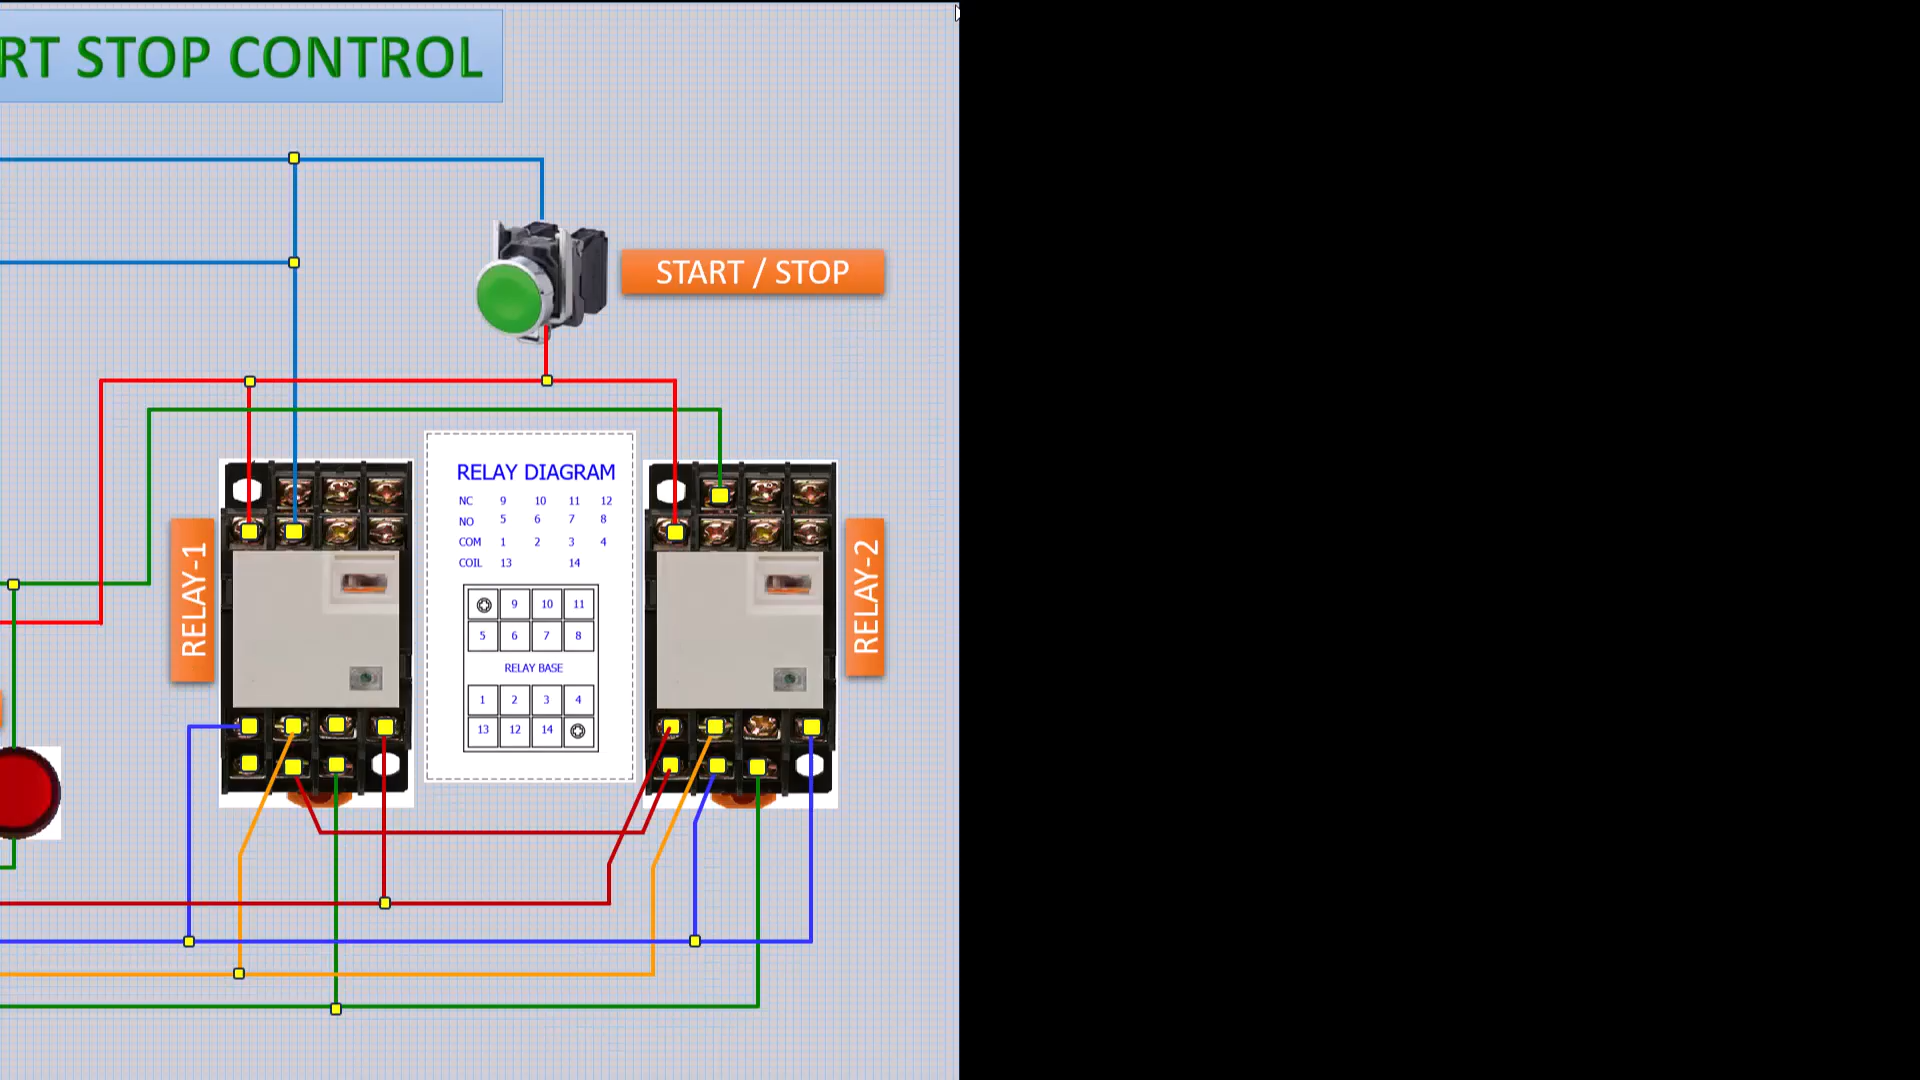 RT STOP CONTROL
START / STOP
RELAY DIAGRAM
NC 9 10 11 12
NO 5 6 7 8
COM 1 2 3 4
COIL 13 14
9 10 11
5 6 7 8
RELAY BASE
1 2 3 4
13 12 14
RELAY-1
RELAY-2